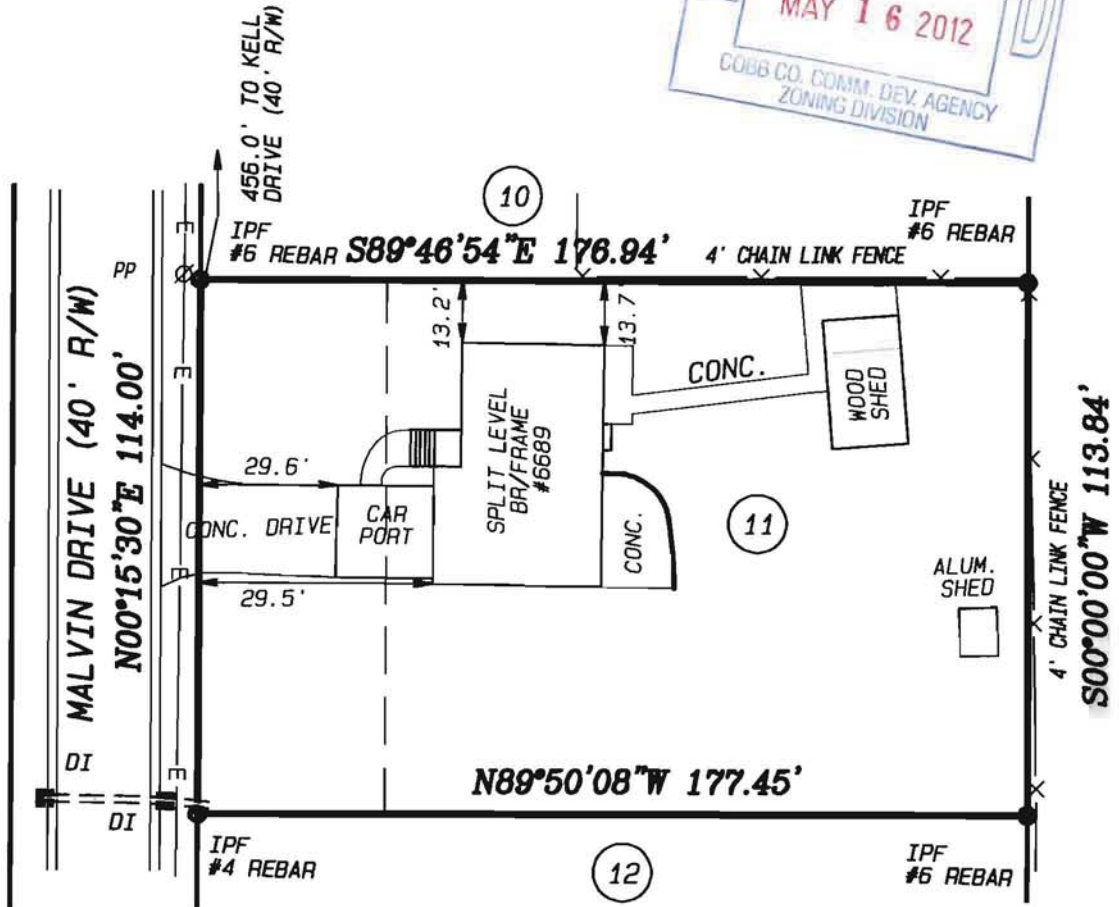 MAY 16 2012
D
COBB CO. COMM. DEV. AGENCY
ZONING DIVISION
456.0' TO KELL
DRIVE (40' R/W)
10
IPF
#6 REBAR
S89°46'54"E 176.94'
4' CHAIN LINK FENCE
IPF
#6 REBAR
PP
E
E
E
E
MALVIN DRIVE (40' R/W)
N00°15'30"E 114.00'
13.2'
13.7'
CONC.
WOOD
SHED
SPLIT LEVEL
BR/FRAME
#6689
29.6'
CONC. DRIVE
CAR
PORT
29.5'
CONC.
11
ALUM.
SHED
4' CHAIN LINK FENCE
S00°00'00"W 113.84'
DI
DI
N89°50'08"W 177.45'
IPF
#4 REBAR
12
IPF
#6 REBAR